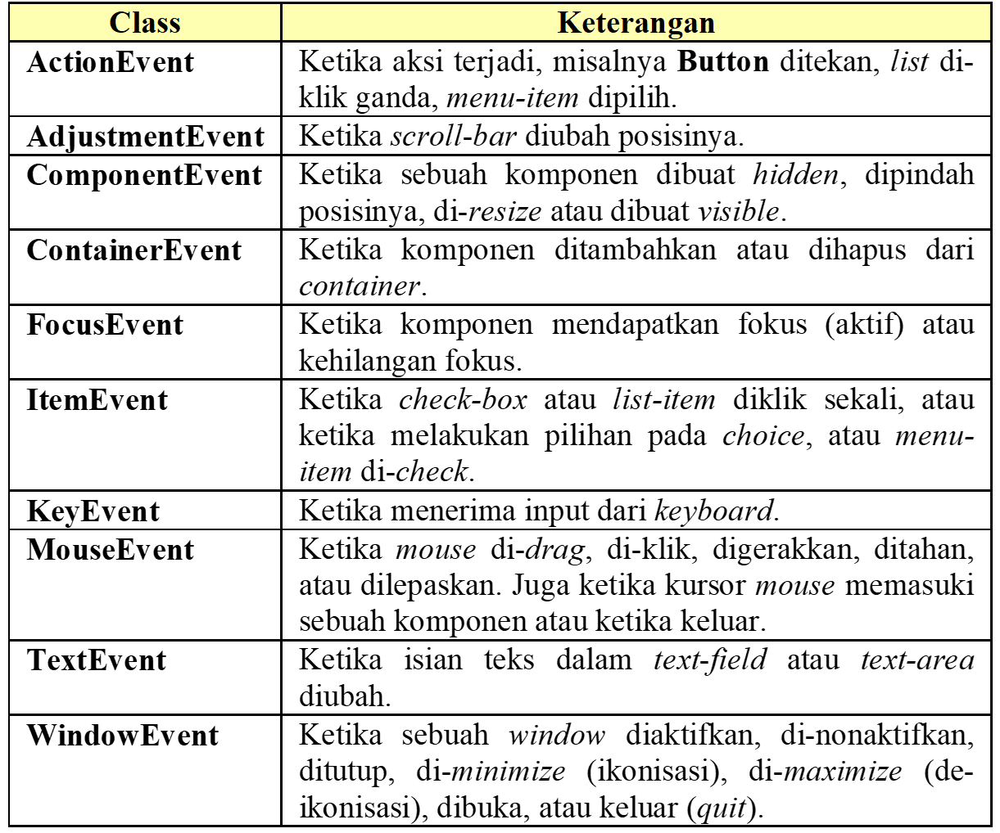 Class Keterangan
ActionEvent Ketika aksi terjadi, misalnya Button ditekan, list di-
klik ganda, menu-item dipilih.
AdjustmentEvent Ketika scroll-bar diubah posisinya.
ComponentEvent Ketika sebuah komponen dibuat hidden, dipindah
posisinya, di-resize atau dibuat visible.
ContainerEvent Ketika komponen ditambahkan atau dihapus dari
container.
FocusEvent Ketika komponen mendapatkan fokus (aktif) atau
kehilangan fokus.
ItemEvent Ketika check-box atau list-item diklik sekali, atau
ketika melakukan pilihan pada choice, atau menu-
item di-check.
KeyEvent Ketika menerima input dari keyboard.
MouseEvent Ketika mouse di-drag, di-klik, digerakkan, ditahan,
atau dilepaskan. Juga ketika kursor mouse memasuki
sebuah komponen atau ketika keluar.
TextEvent Ketika isian teks dalam text-field atau text-area
diubah.
WindowEvent Ketika sebuah window diaktifkan, di-nonaktifkan,
ditutup, di-minimize (ikonisasi), di-maximize (de-
ikonisasi), dibuka, atau keluar (quit).